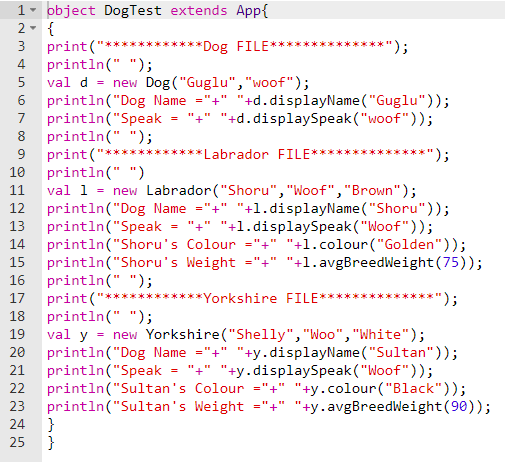 1 object DogTest extends App{
2 {
3 print("************Dog FILE**************");
4 println(" ");
5 val d = new Dog("Guglu","woof");
6 println("Dog Name ="+" "+d.displayName("Guglu"));
7 println("Speak = "+" "+d.displaySpeak("woof"));
8 println(" ");
9 print("************Labrador FILE**************");
10 println(" ")
11 val l = new Labrador("Shoru","Woof","Brown");
12 println("Dog Name ="+" "+l.displayName("Shoru"));
13 println("Speak = "+" "+l.displaySpeak("Woof"));
14 println("Shoru's Colour ="+" "+l.colour("Golden"));
15 println("Shoru's Weight ="+" "+l.avgBreedWeight(75));
16 println(" ");
17 print("************Yorkshire FILE**************");
18 println(" ");
19 val y = new Yorkshire("Shelly","Woo","White");
20 println("Dog Name ="+" "+y.displayName("Sultan"));
21 println("Speak = "+" "+y.displaySpeak("Woof"));
22 println("Sultan's Colour ="+" "+y.colour("Black"));
23 println("Sultan's Weight ="+" "+y.avgBreedWeight(90));
24 }
25 }